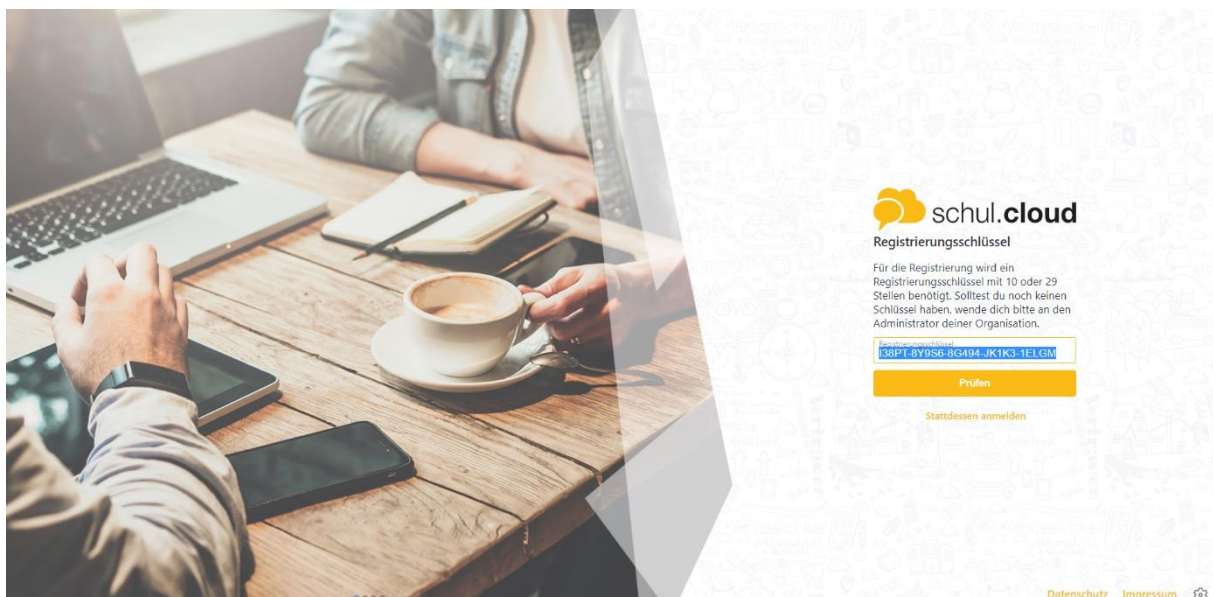 schul.cloud
Registrierungsschlüssel
Für die Registrierung wird ein
Registrierungsschlüssel mit 10 oder 29
Stellen benötigt. Solltest du noch keinen
Schlüssel haben, wende dich bitte an den
Administrator deiner Organisation.
Registrierungsschlüssel
I38PT-8Y9S6-8G494-JK1K3-1ELGM
Prüfen
Stattdessen anmelden
Datenschutz Impressum